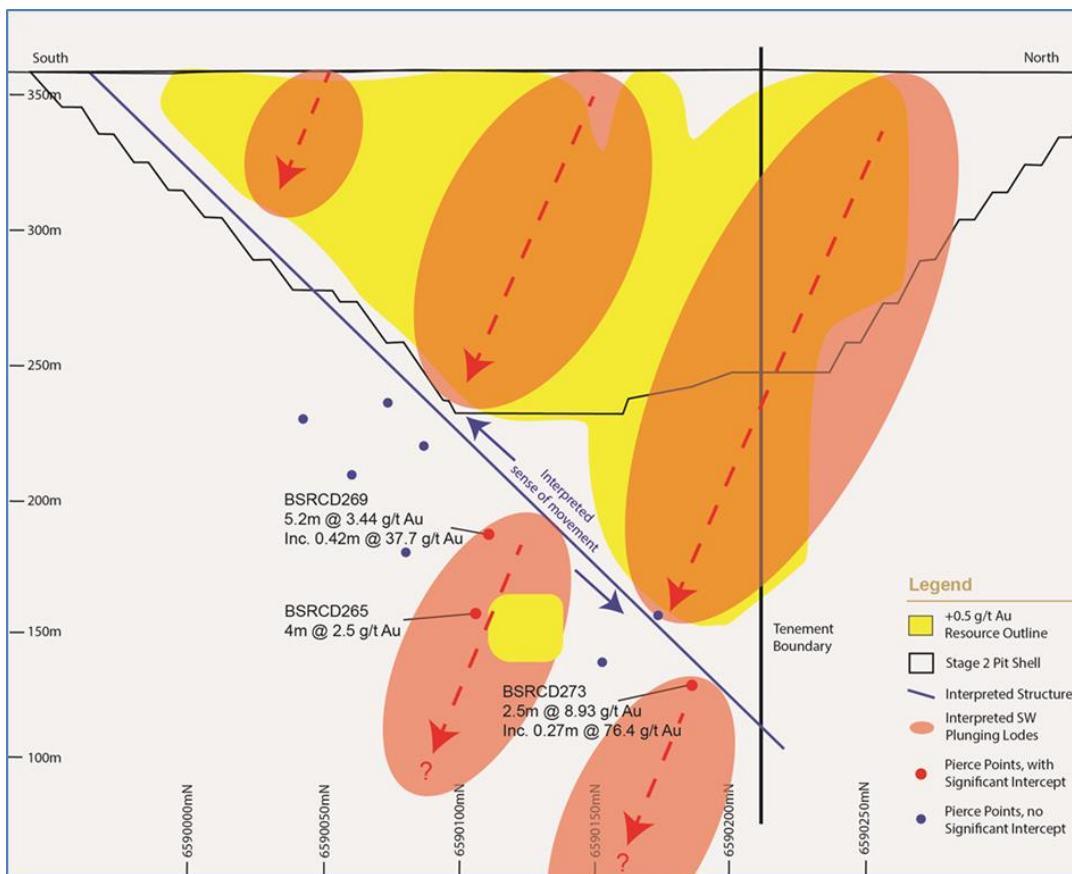 South
North
350m
300m
250m
200m
150m
100m
Interpreted
sense of movement
BSRCD269
5.2m @ 3.44 g/t Au
Inc. 0.42m @ 37.7 g/t Au
BSRCD265
4m @ 2.5 g/t Au
BSRCD273
2.5m @ 8.93 g/t Au
Inc. 0.27m @ 76.4 g/t Au
?
?
Tenement
Boundary
Legend
+0.5 g/t Au
Resource Outline
Stage 2 Pit Shell
Interpreted Structure
Interpreted SW
Plunging Lodes
Pierce Points, with
Significant Intercept
Pierce Points, no
Significant Intercept
6590000mN
6590050mN
6590100mN
6590150mN
6590200mN
6590250mN